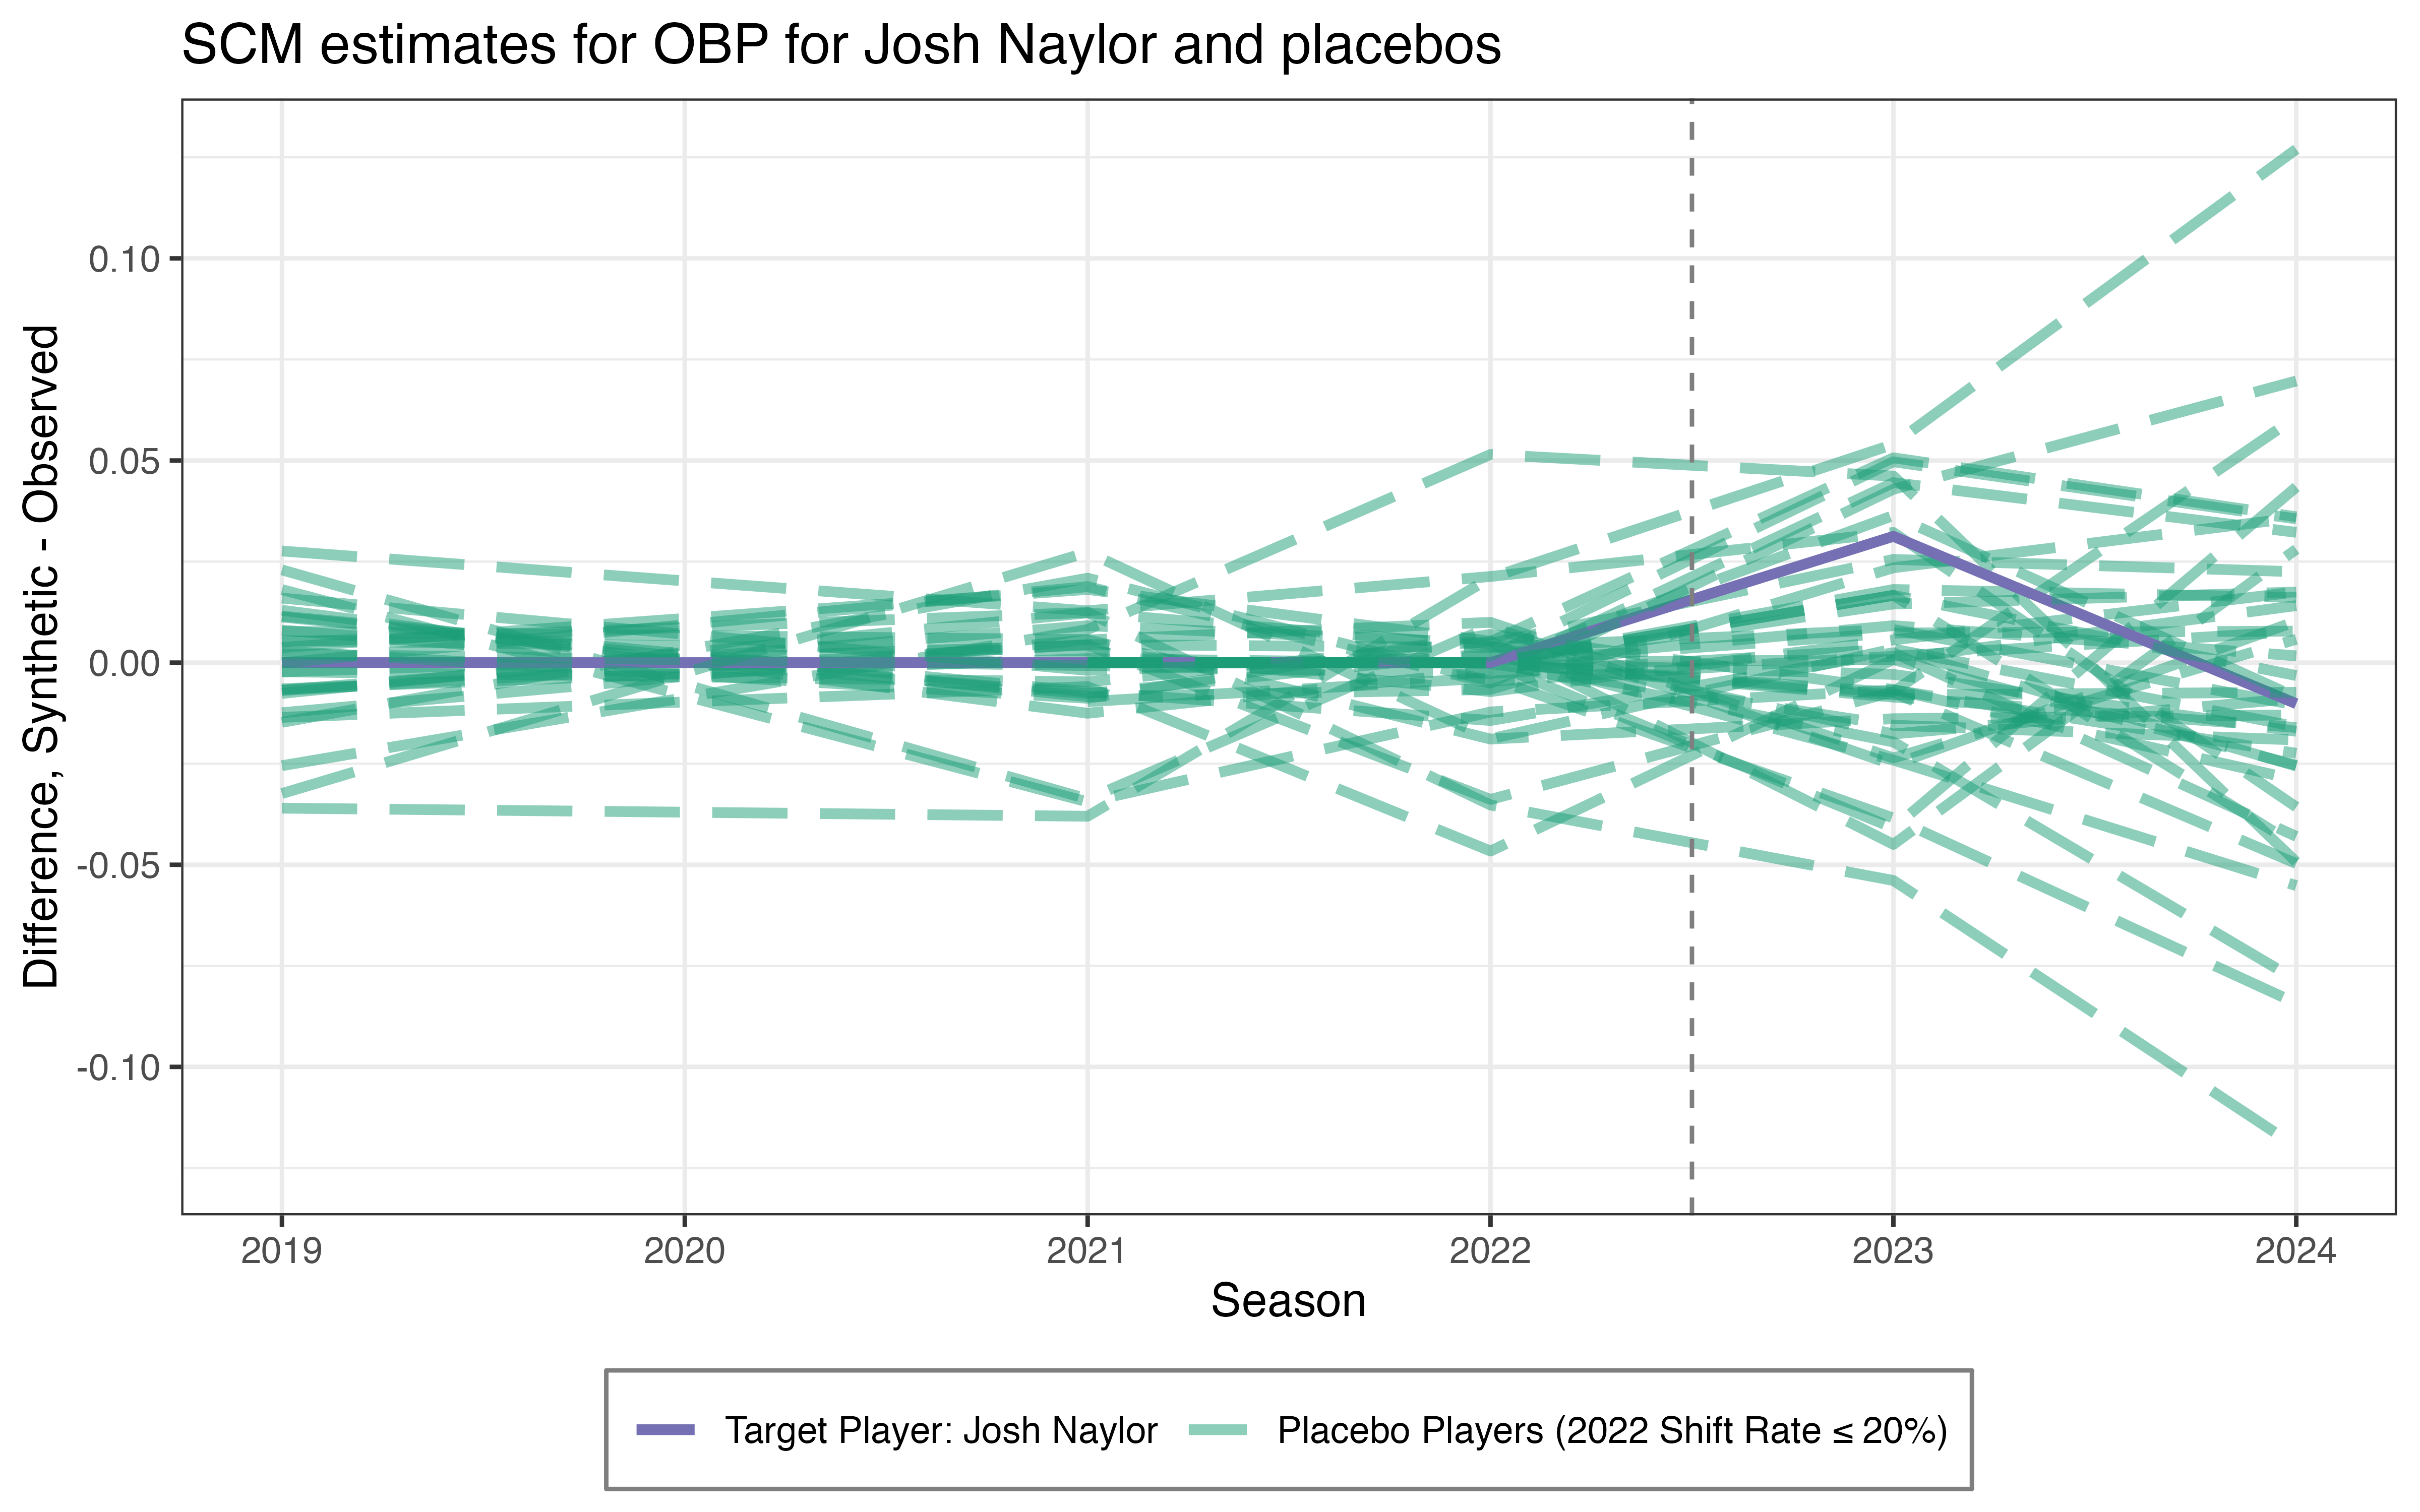 SCM estimates for OBP for Josh Naylor and placebos
Difference, Synthetic - Observed
0.10
0.05
0.00
-0.05
-0.10
2019 2020 2021 2022 2023 2024
Season
Target Player: Josh Naylor Placebo Players (2022 Shift Rate ≤ 20%)